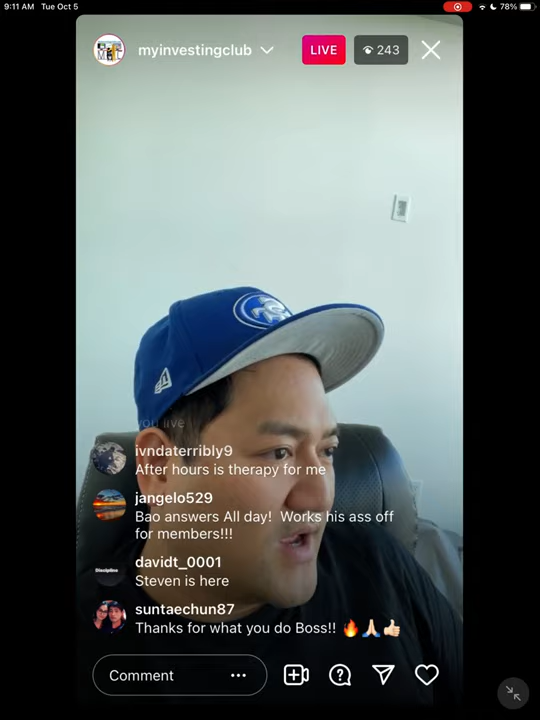 9:11 AM Tue Oct 5
78%
myinvestingclub
LIVE
243
you live
ivndaterribly9
After hours is therapy for me
jangelo529
Bao answers All day! Works his ass off
for members!!!
davidt_0001
Steven is here
suntaechun87
Thanks for what you do Boss!! 🔥🙏🏻👍🏻
Comment